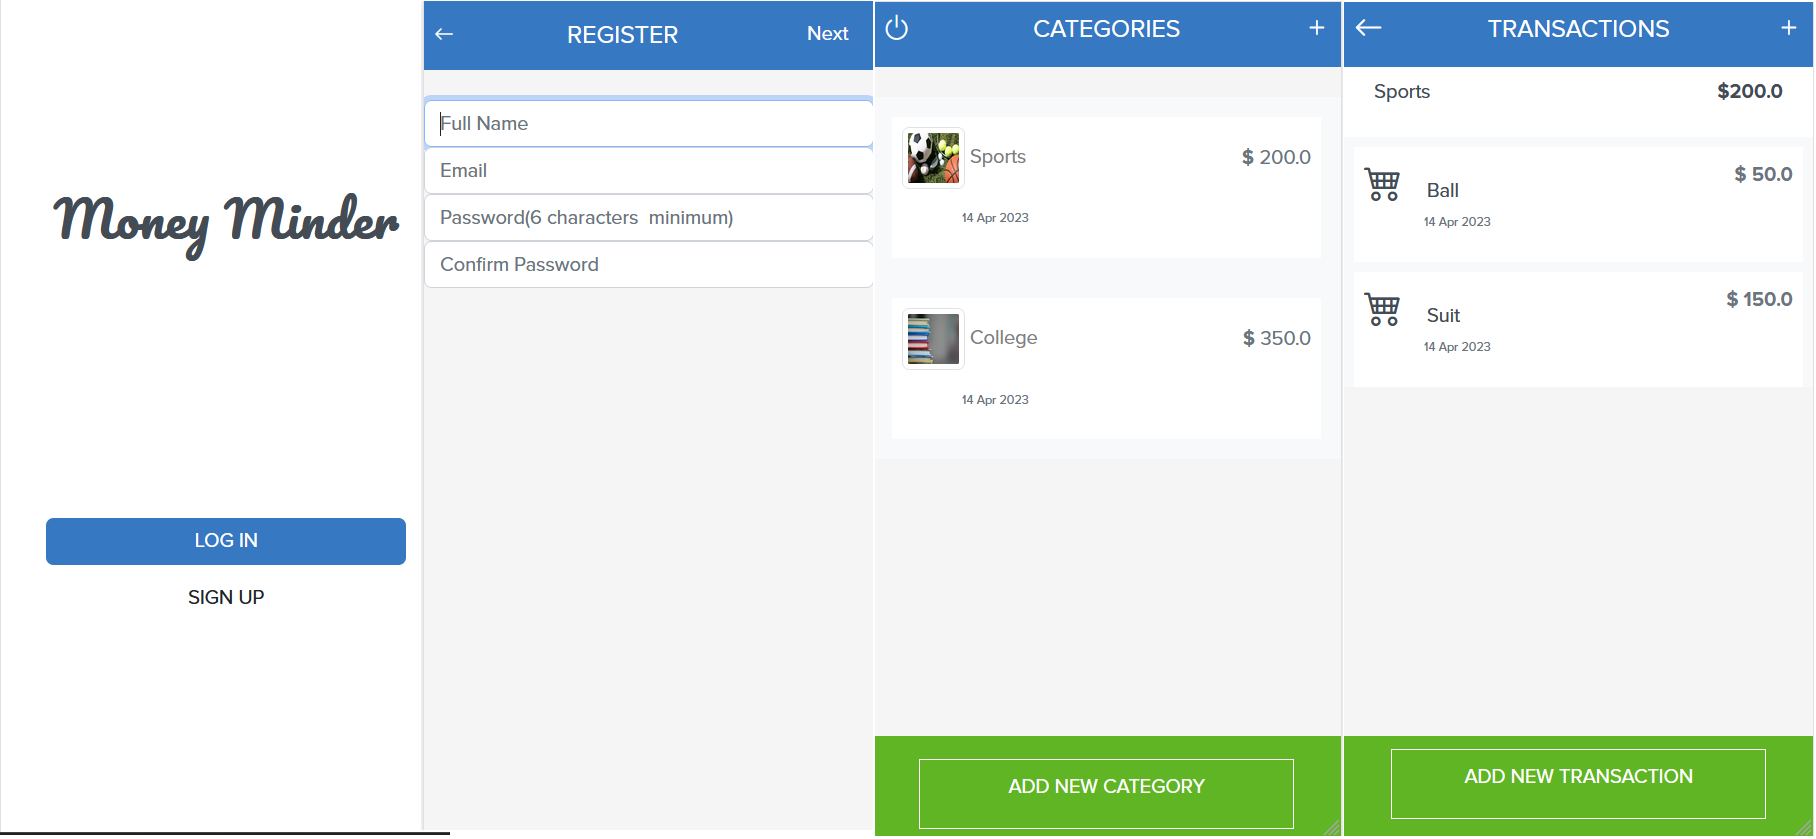 Money Minder
LOG IN
SIGN UP
REGISTER
Next
Full Name
Email
Password(6 characters  minimum)
Confirm Password
CATEGORIES
+
Sports
$ 200.0
14 Apr 2023
College
$ 350.0
14 Apr 2023
ADD NEW CATEGORY
TRANSACTIONS
+
Sports
$200.0
Ball
$ 50.0
14 Apr 2023
Suit
$ 150.0
14 Apr 2023
ADD NEW TRANSACTION